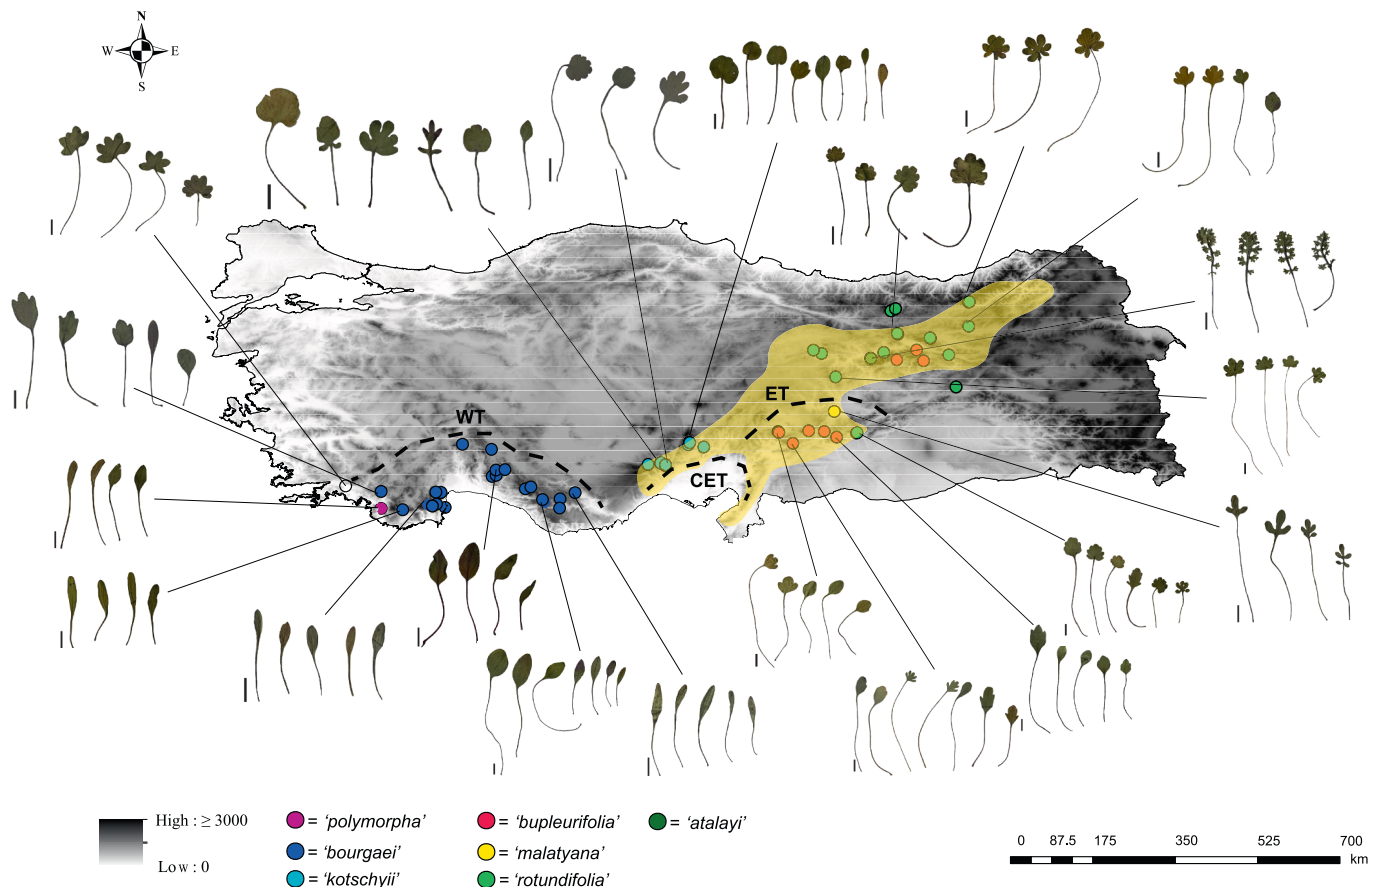 N
W E
S
WT
ET
CET
High : ≥ 3000
Low : 0
= ‘polymorpha’
= ‘bourgaei’
= ‘kotschyii’
= ‘bupleurifolia’
= ‘malatyana’
= ‘rotundifolia’
= ‘atalayi’
0 87.5 175 350 525 700
km